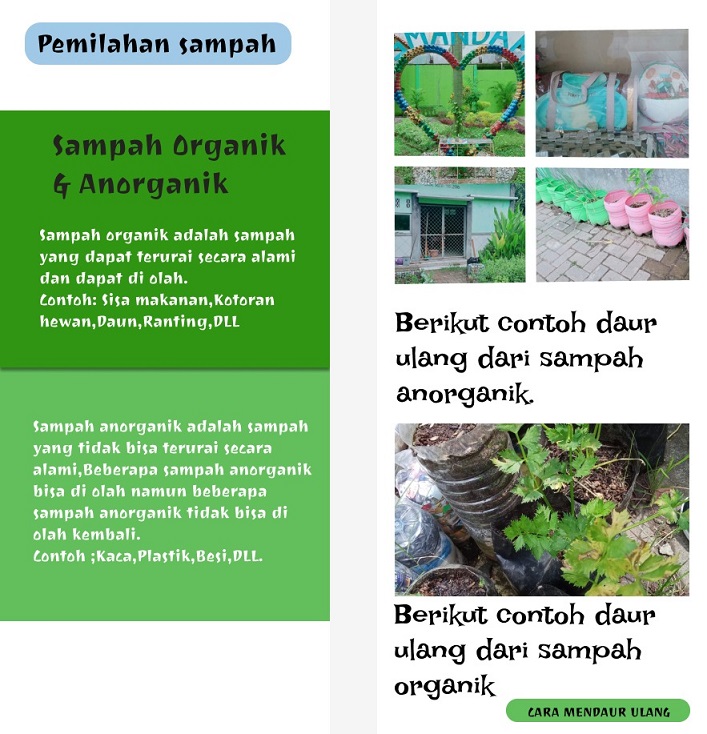 Pemilahan sampah
Sampah Organik
& Anorganik
Sampah organik adalah sampah
yang dapat terurai secara alami
dan dapat di olah.
Contoh: Sisa makanan,Kotoran
hewan,Daun,Ranting,DLL
Sampah anorganik adalah sampah
yang tidak bisa terurai secara
alami,Beberapa sampah anorganik
bisa di olah namun beberapa
sampah anorganik tidak bisa di
olah kembali.
Contoh ;Kaca,Plastik,Besi,DLL.
Berikut contoh daur
ulang dari sampah
anorganik.
Berikut contoh daur
ulang dari sampah
organik
CARA MENDAUR ULANG